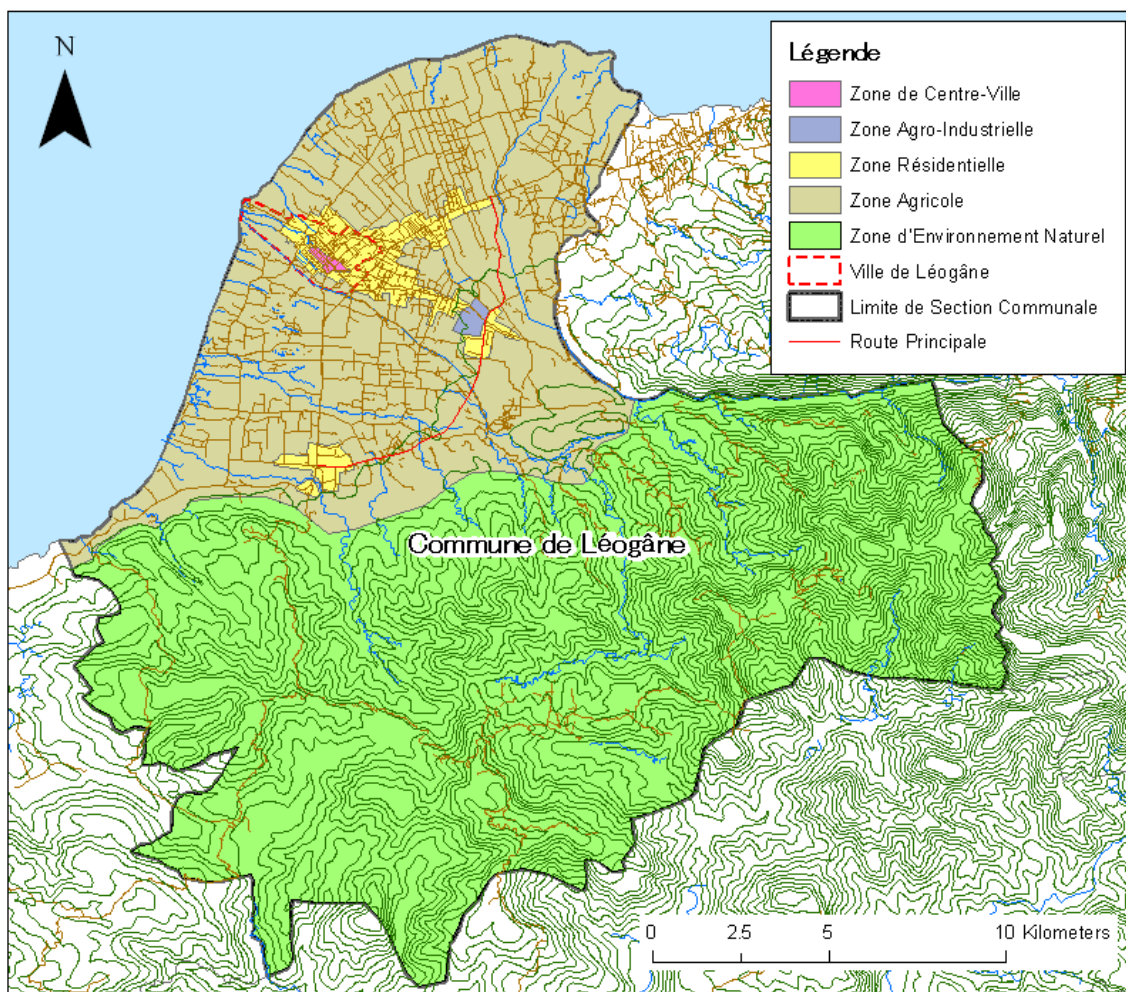 N
Légende
Zone de Centre-Ville
Zone Agro-Industrielle
Zone Résidentielle
Zone Agricole
Zone d'Environnement Naturel
Ville de Léogâne
Limite de Section Communale
Route Principale
Commune de Léogâne
0 2.5 5 10 Kilometers